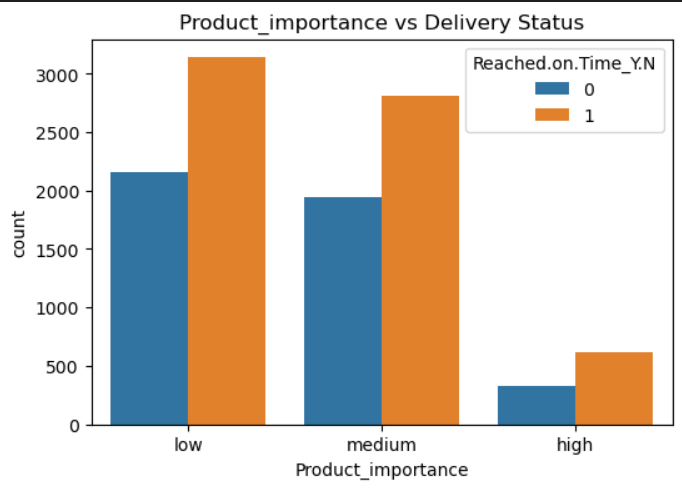 Product_importance vs Delivery Status
Reached.on.Time_Y.N
0
1
3000
2500
2000
1500
1000
500
0
count
low medium high
Product_importance